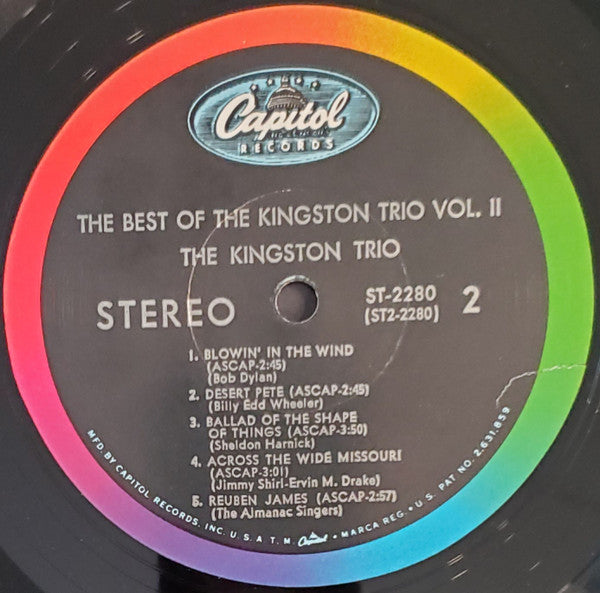 Capitol
RECORDS
THE BEST OF THE KINGSTON TRIO VOL. II
THE KINGSTON TRIO
STEREO
ST-2280
(ST2-2280)
2
1. BLOWIN' IN THE WIND
(ASCAP-2:45)
(Bob Dylan)
2. DESERT PETE (ASCAP-2:45)
(Billy Edd Wheeler)
3. BALLAD OF THE SHAPE
OF THINGS (ASCAP-3:50)
(Sheldon Harnick)
4. ACROSS THE WIDE MISSOURI
(ASCAP-3:01)
(Jimmy Shirl-Ervin M. Drake)
5. REUBEN JAMES (ASCAP-2:57)
(The Almanac Singers)
MFD. BY CAPITOL RECORDS, INC. U. S. A. T. M. Capitol • MARCA REG. • U. S. PAT. NO. 2,631,859